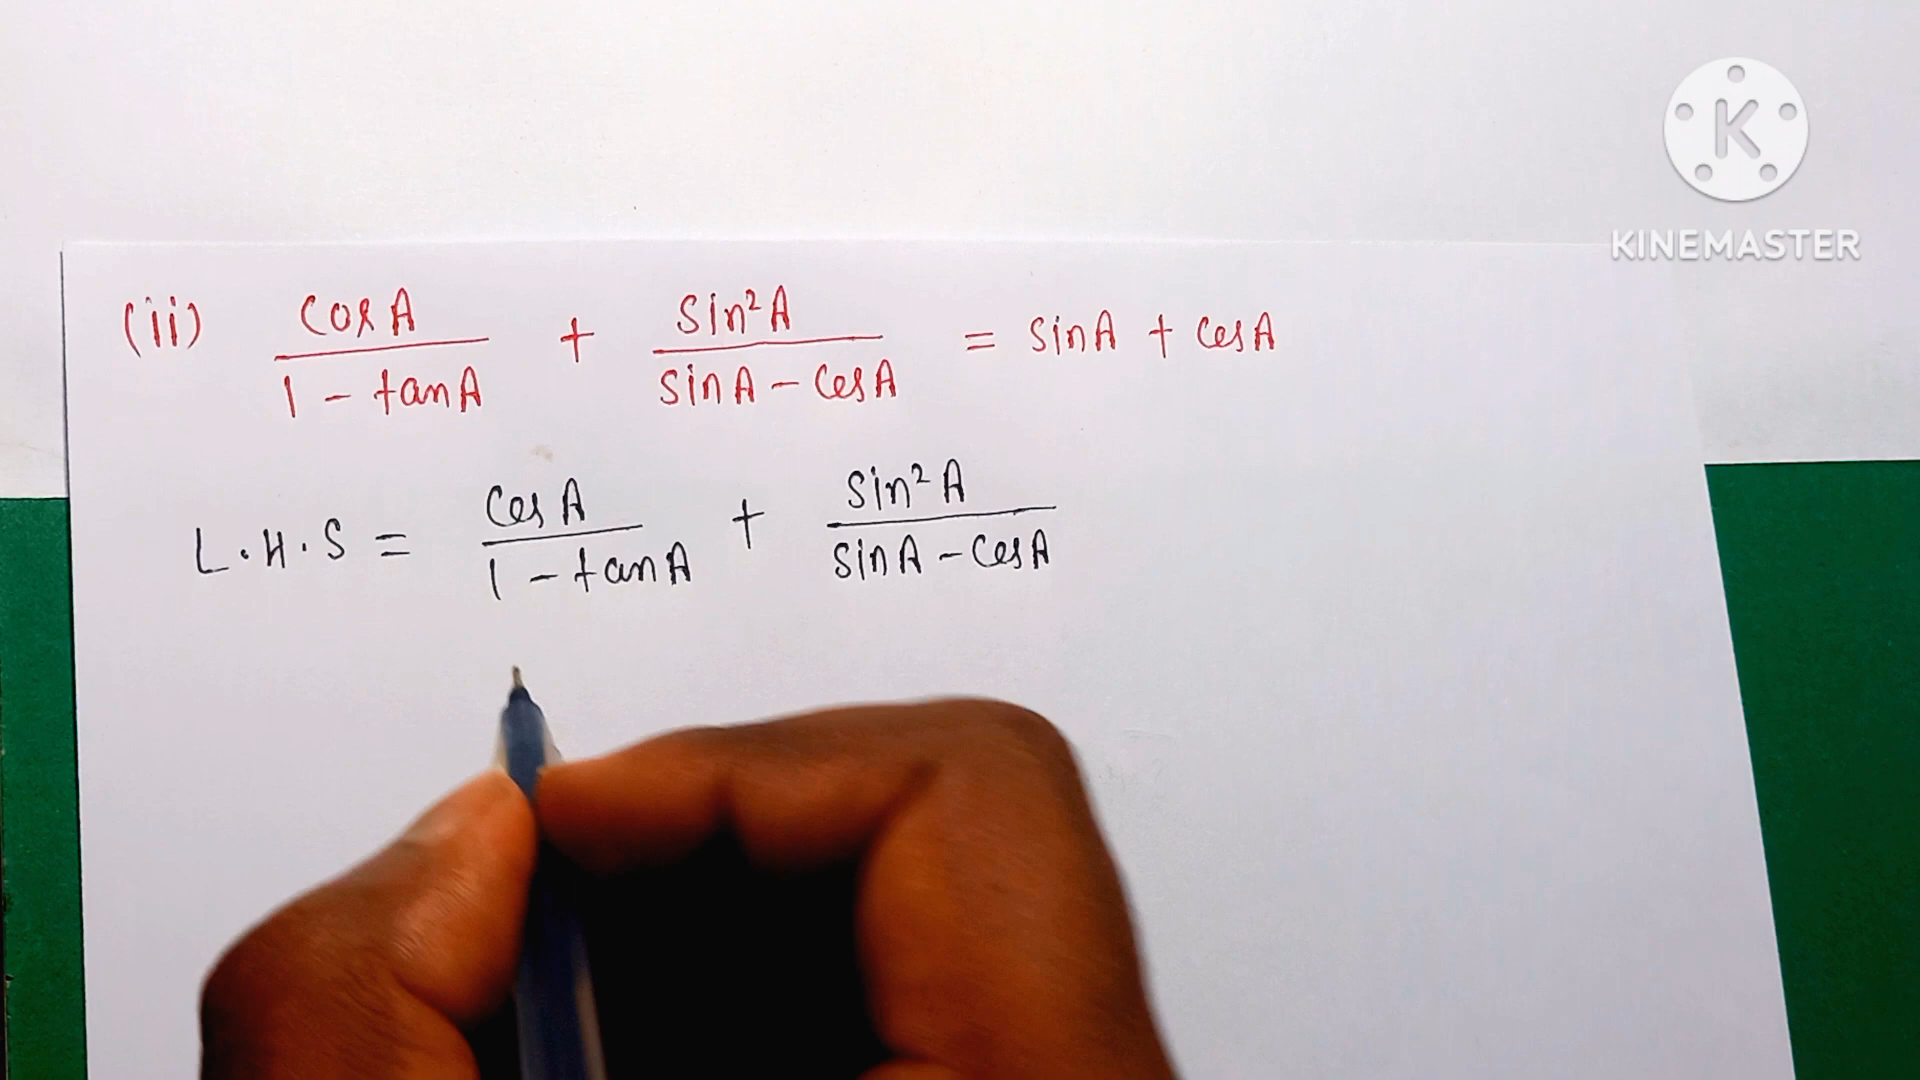 K
KINEMASTER
(ii) cosA / 1 - tanA + sin²A / sinA - cosA = sinA + cosA
L.H.S = cosA / 1 - tanA + sin²A / sinA - cosA